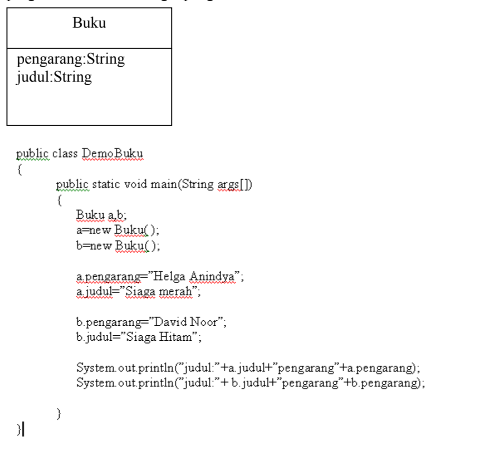 Buku
pengarang:String
judul:String
public class DemoBuku
{
public static void main(String args[])
{
Buku a,b;
a=new Buku( );
b=new Buku( );
a.pengarang=”Helga Anindya”;
a.judul=”Siaga merah”;
b.pengarang=”David Noor”;
b.judul=”Siaga Hitam”;
System.out.println(”judul:”+a.judul+”pengarang”+a.pengarang);
System.out.println(”judul:”+ b.judul+”pengarang”+b.pengarang);
}
}